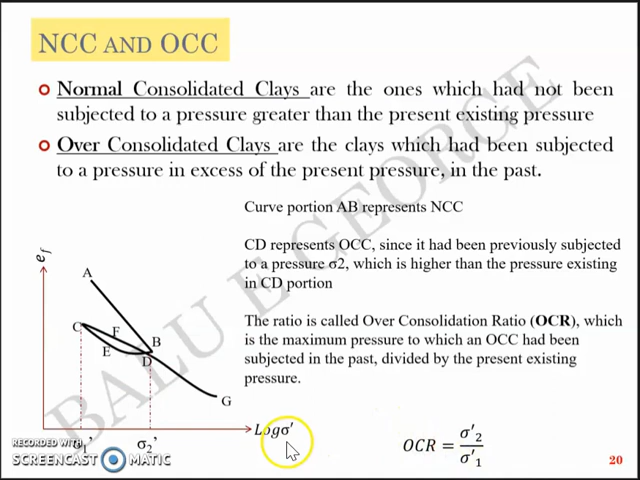 NCC AND OCC
Normal Consolidated Clays are the ones which had not been
subjected to a pressure greater than the present existing pressure
Over Consolidated Clays are the clays which had been subjected
to a pressure in excess of the present pressure, in the past.
Curve portion AB represents NCC
CD represents OCC, since it had been previously subjected
to a pressure σ2, which is higher than the pressure existing
in CD portion
The ratio is called Over Consolidation Ratio (OCR), which
is the maximum pressure to which an OCC had been
subjected in the past, divided by the present existing
pressure.
e_f
A
C
F
B
E
D
G
Logσ'
σ₁'
σ₂'
OCR = σ'₂ / σ'₁
BALU E GEORGE
RECORDED WITH
SCREENCAST MATIC
20